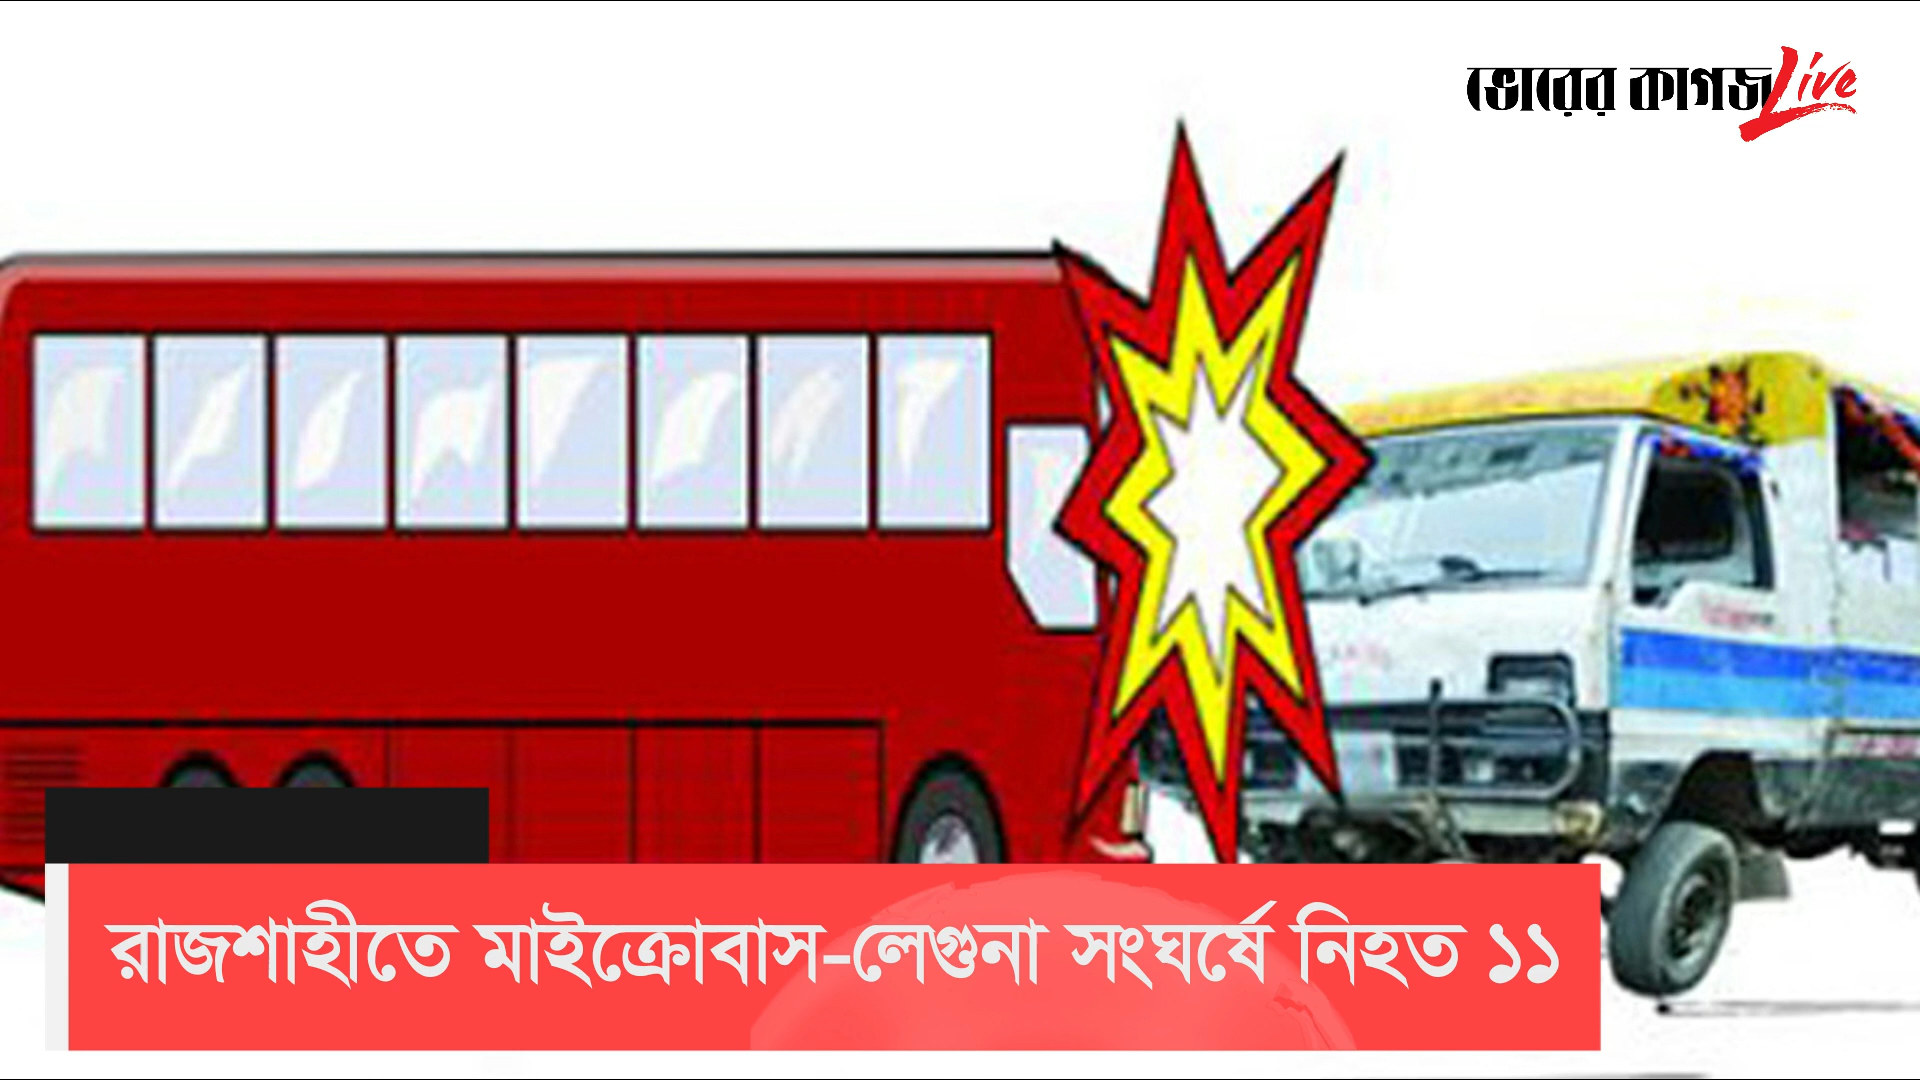 ভোরের কাগজ Live
রাজশাহীতে মাইক্রোবাস-লেগুনা সংঘর্ষে নিহত ১১